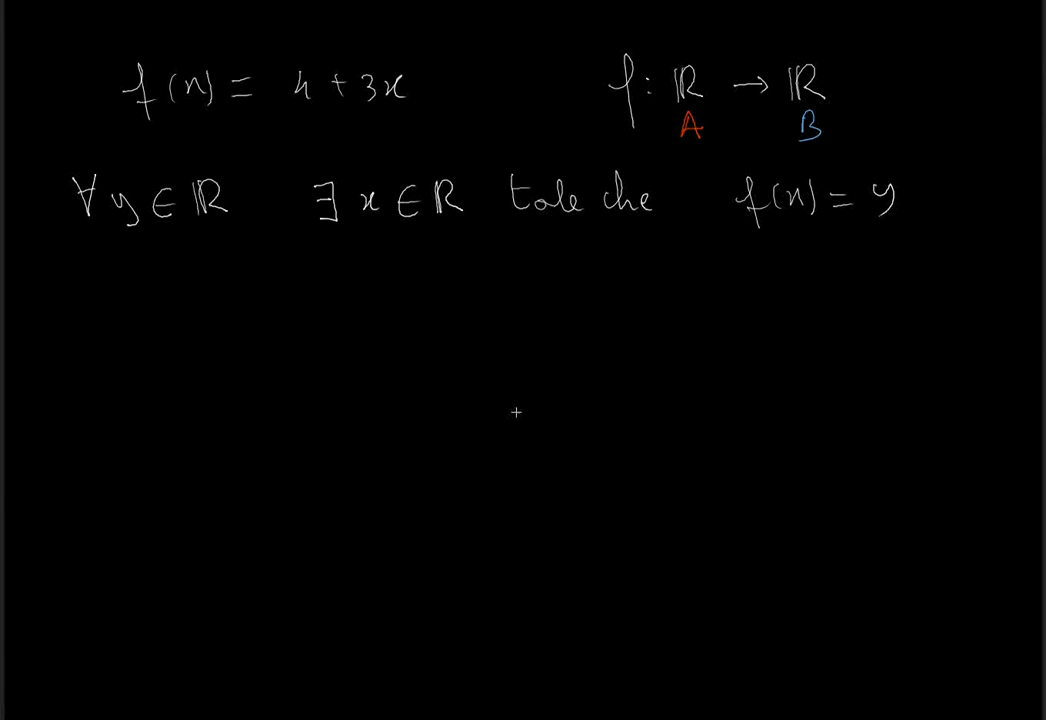 f(x) = 4 + 3x f: ℝ → ℝ
A B
∀ y ∈ ℝ ∃ x ∈ ℝ tale che f(x) = y